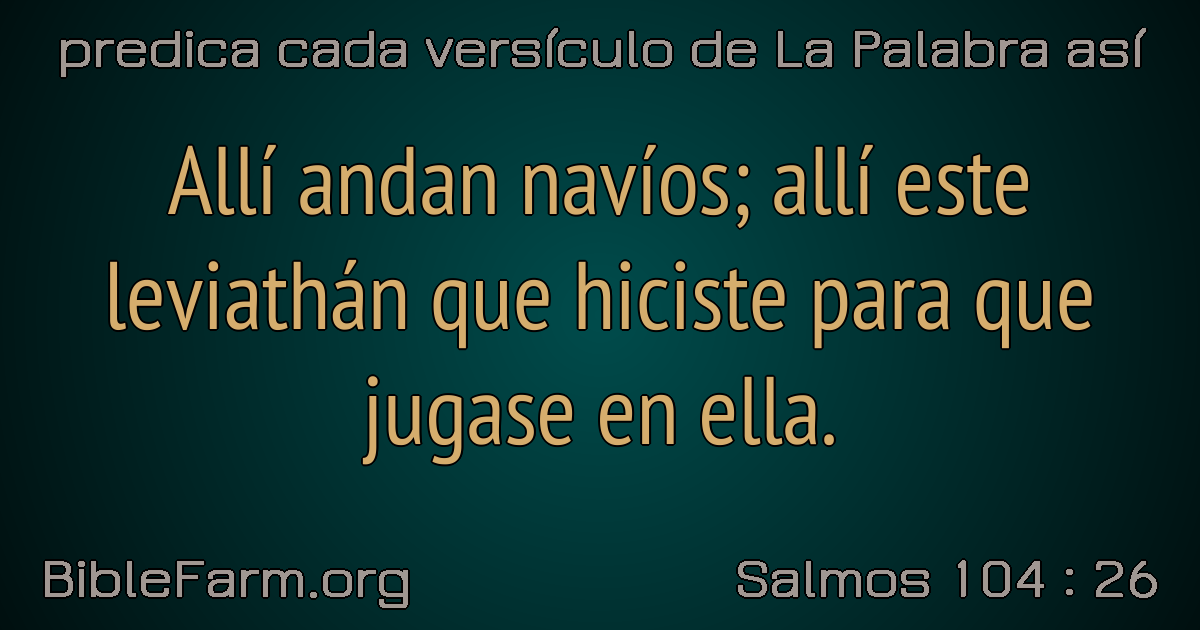 predica cada versículo de La Palabra así
Allí andan navíos; allí este
leviathán que hiciste para que
jugase en ella.
BibleFarm.org
Salmos 104 : 26